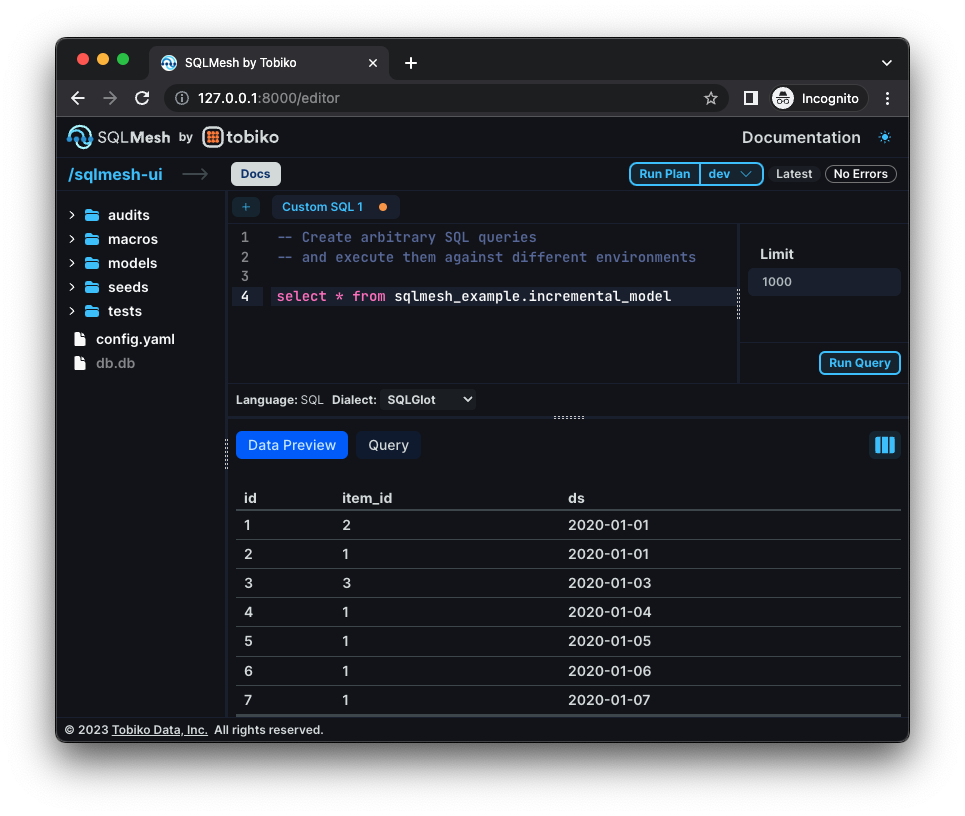 SQLMesh by Tobiko
127.0.0.1:8000/editor
Incognito
SQLMesh by tobiko
Documentation
/sqlmesh-ui
Docs
Run Plan
dev
Latest
No Errors
audits
macros
models
seeds
tests
config.yaml
db.db
+ Custom SQL 1
1 -- Create arbitrary SQL queries
2 -- and execute them against different environments
3
4 select * from sqlmesh_example.incremental_model
Limit
1000
Run Query
Language: SQL Dialect: SQLGlot
Data Preview
Query
id item_id ds
1 2 2020-01-01
2 1 2020-01-01
3 3 2020-01-03
4 1 2020-01-04
5 1 2020-01-05
6 1 2020-01-06
7 1 2020-01-07
© 2023 Tobiko Data, Inc. All rights reserved.